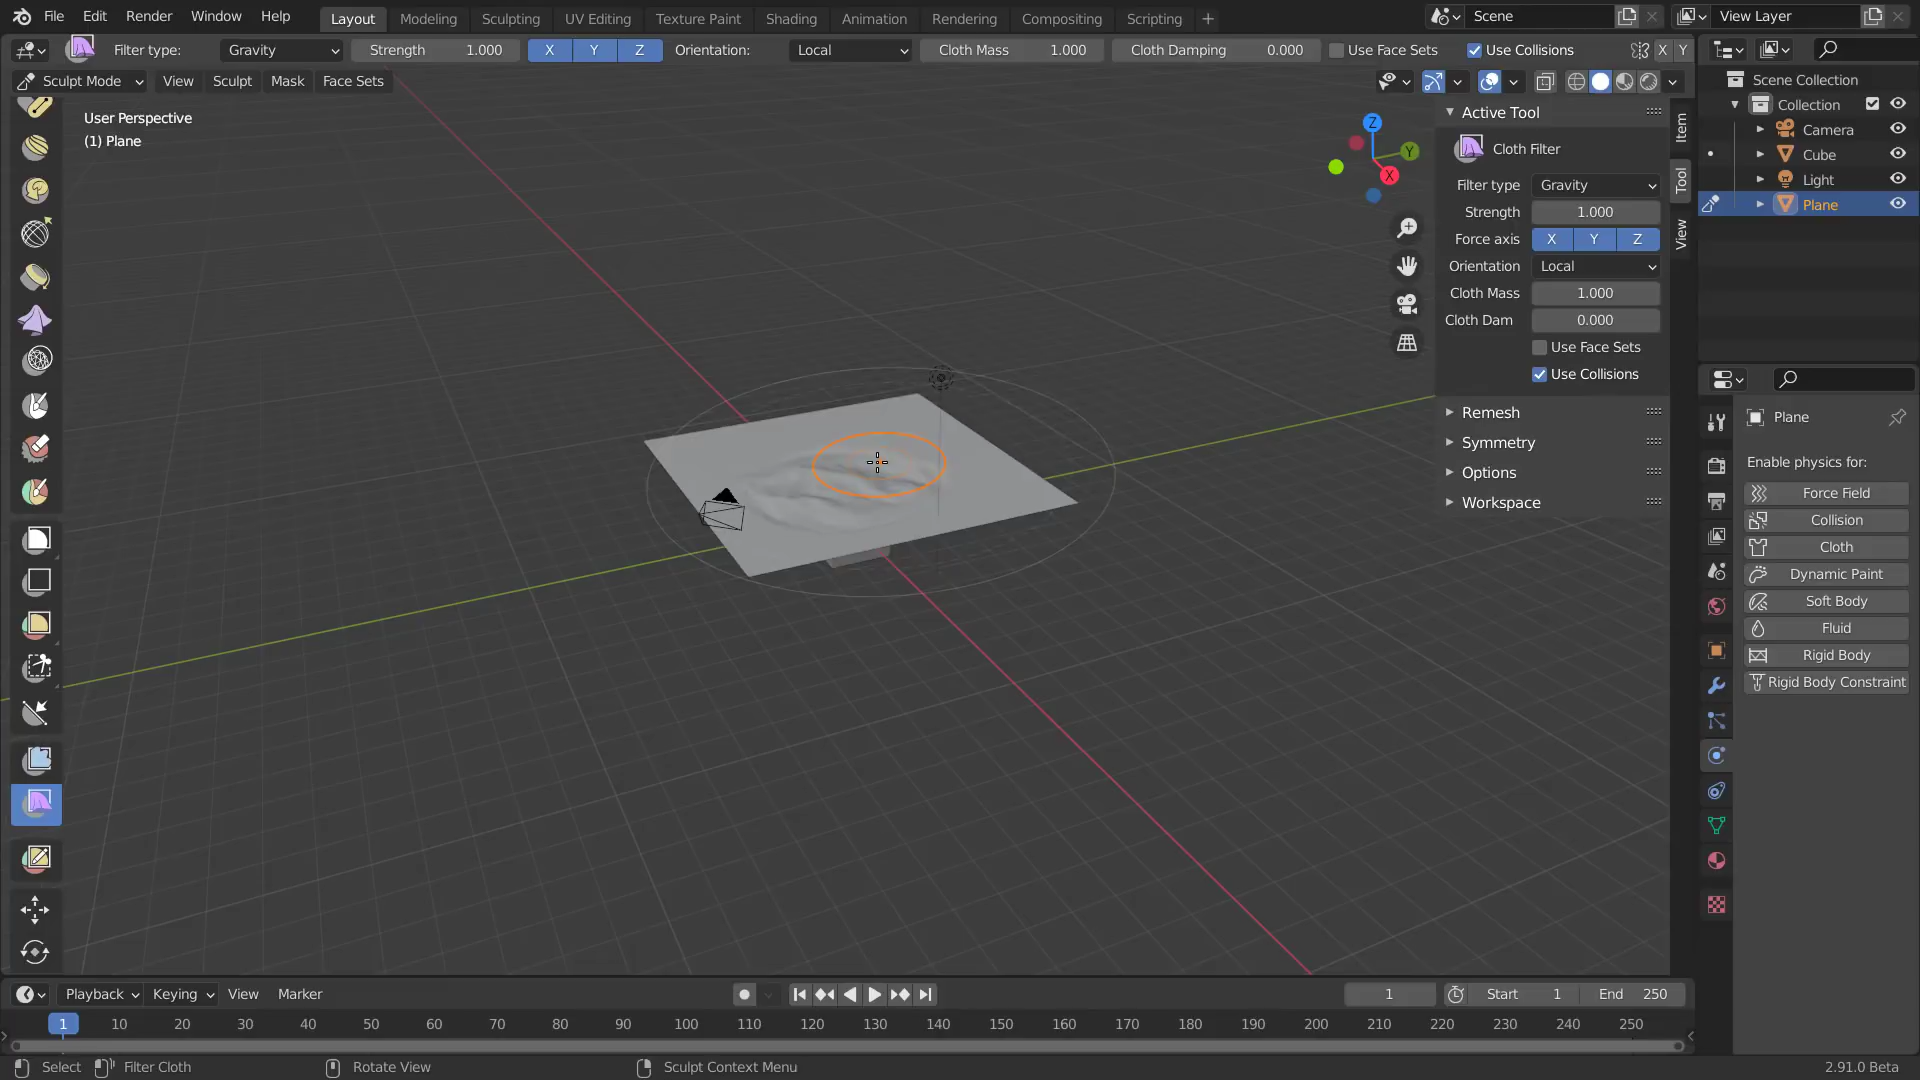 File Edit Render Window Help Layout Modeling Sculpting UV Editing Texture Paint Shading Animation Rendering Compositing Scripting + Scene View Layer
Filter type: Gravity Strength 1.000 X Y Z Orientation: Local Cloth Mass 1.000 Cloth Damping 0.000 Use Face Sets Use Collisions X Y
Sculpt Mode View Sculpt Mask Face Sets
User Perspective
(1) Plane
Z
Y
X
Active Tool
Cloth Filter
Filter type Gravity
Strength 1.000
Force axis X Y Z
Orientation Local
Cloth Mass 1.000
Cloth Dam 0.000
Use Face Sets
Use Collisions
Remesh
Symmetry
Options
Workspace
Item
Tool
View
Scene Collection
Collection
Camera
Cube
Light
Plane
Plane
Enable physics for:
Force Field
Collision
Cloth
Dynamic Paint
Soft Body
Fluid
Rigid Body
Rigid Body Constraint
Playback Keying View Marker 1 Start 1 End 250
1 10 20 30 40 50 60 70 80 90 100 110 120 130 140 150 160 170 180 190 200 210 220 230 240 250
Select Filter Cloth Rotate View Sculpt Context Menu 2.91.0 Beta